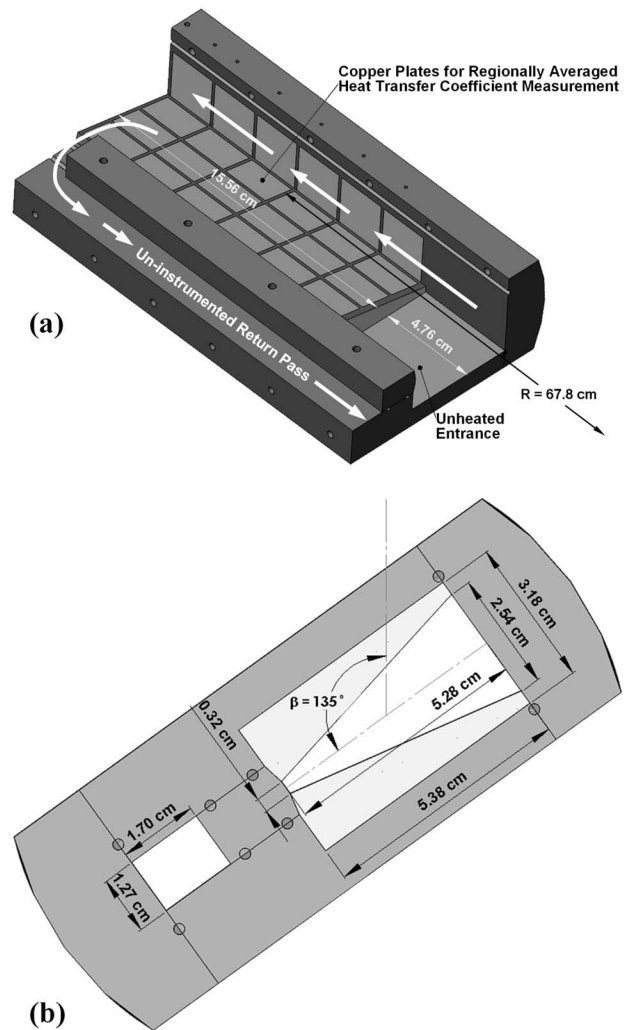 Copper Plates for Regionally Averaged
Heat Transfer Coefficient Measurement
15.56 cm
Un-instrumented Return Pass
(a)
4.76 cm
R = 67.8 cm
Unheated
Entrance
3.18 cm
2.54 cm
β = 135°
5.28 cm
0.32 cm
5.38 cm
1.70 cm
1.27 cm
(b)